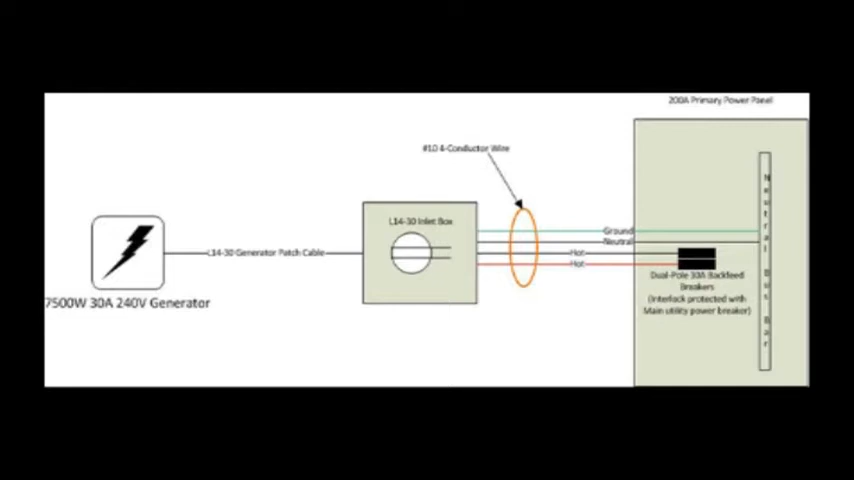 200A Primary Power Panel
#10 4-Conductor Wire
L14-30 Inlet Box
Ground
Neutral
Hot
Hot
L14-30 Generator Patch Cable
7500W 30A 240V Generator
Dual-Pole 30A Backfeed
Breakers
(Interlock protected with
Main utility power breaker)
Neutral Bus Bar